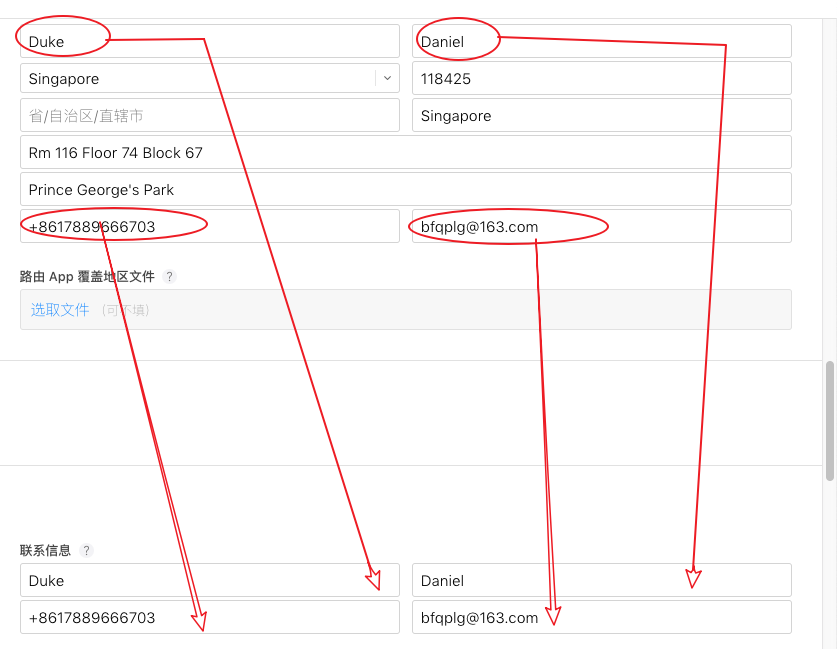 Duke Daniel
Singapore 118425
省/自治区/直辖市 Singapore
Rm 116 Floor 74 Block 67
Prince George's Park
+8617889666703 bfqplg@163.com
路由 App 覆盖地区文件 ?
选取文件 (可不填)
联系信息 ?
Duke Daniel
+8617889666703 bfqplg@163.com